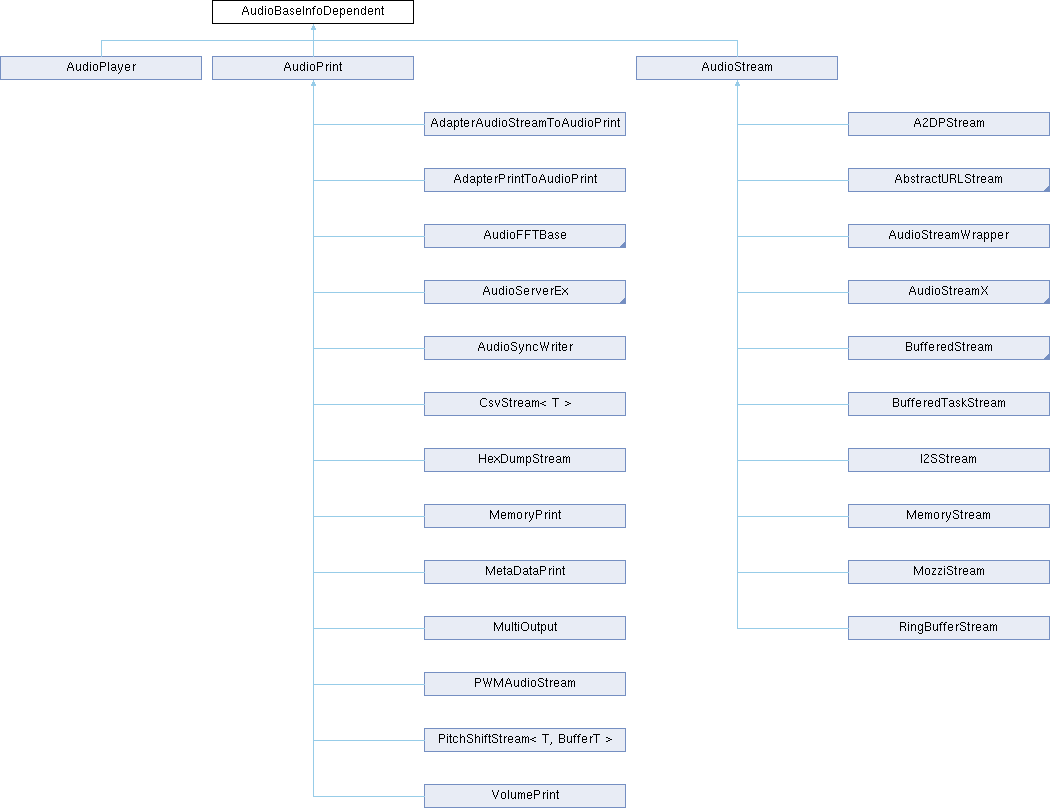 AudioBaseInfoDependent
AudioPlayer
AudioPrint
AudioStream
AdapterAudioStreamToAudioPrint
A2DPStream
AdapterPrintToAudioPrint
AbstractURLStream
AudioFFTBase
AudioStreamWrapper
AudioServerEx
AudioStreamX
AudioSyncWriter
BufferedStream
CsvStream< T >
BufferedTaskStream
HexDumpStream
I2SStream
MemoryPrint
MemoryStream
MetaDataPrint
MozziStream
MultiOutput
RingBufferStream
PWMAudioStream
PitchShiftStream< T, BufferT >
VolumePrint